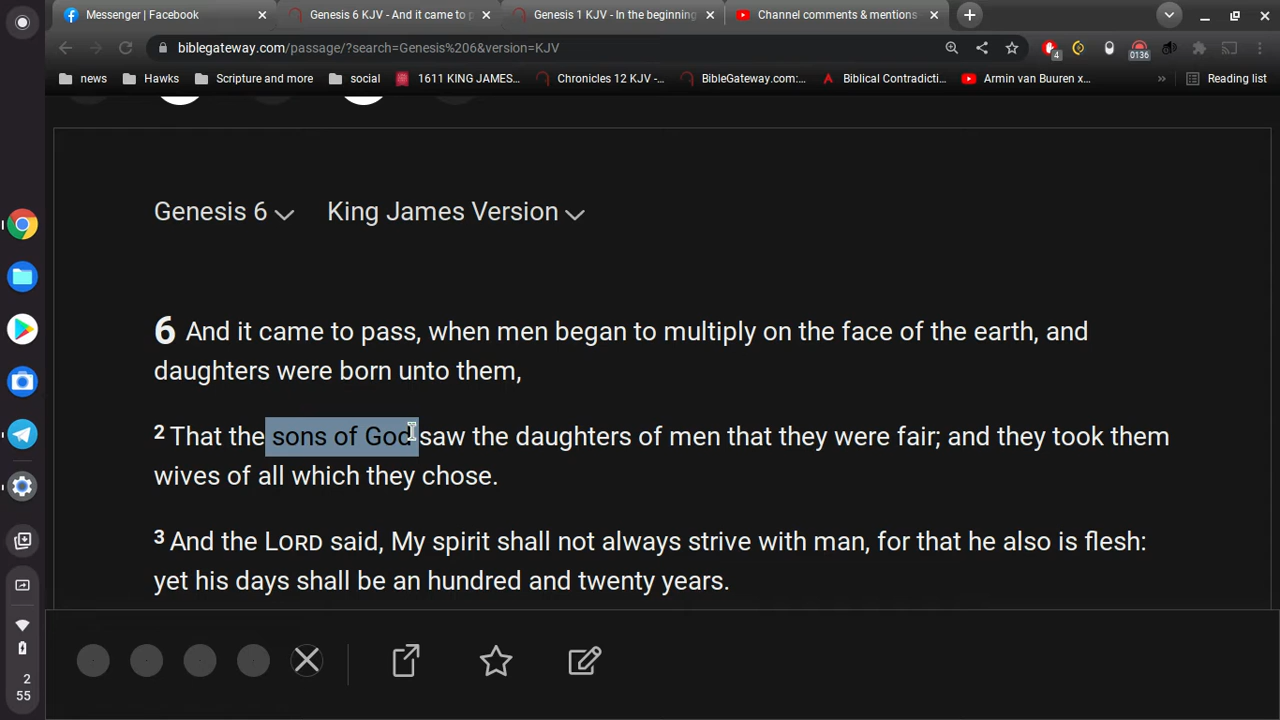 Messenger | Facebook
Genesis 6 KJV - And it came to p
Genesis 1 KJV - In the beginning
Channel comments & mentions
biblegateway.com/passage/?search=Genesis%206&version=KJV
4
0136
news
Hawks
Scripture and more
social
1611 KING JAMES...
Chronicles 12 KJV -...
BibleGateway.com:...
Biblical Contradicti...
Armin van Buuren x...
»
Reading list
Genesis 6
King James Version
6 And it came to pass, when men began to multiply on the face of the earth, and
daughters were born unto them,
2 That the sons of God saw the daughters of men that they were fair; and they took them
wives of all which they chose.
3 And the LORD said, My spirit shall not always strive with man, for that he also is flesh:
yet his days shall be an hundred and twenty years.
2
55